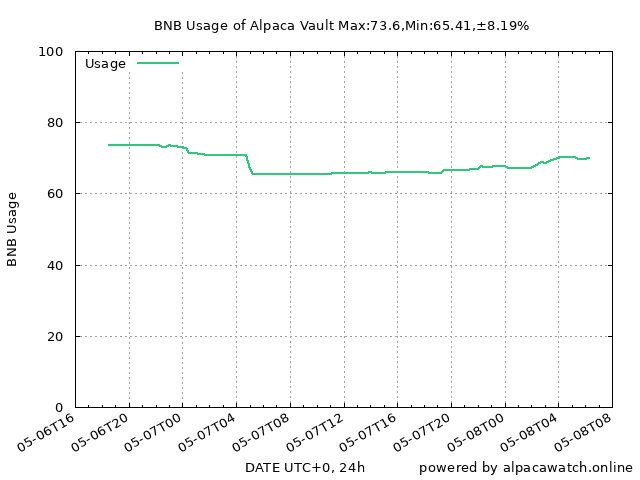 BNB Usage of Alpaca Vault Max:73.6,Min:65.41,±8.19%
100
Usage
80
60
BNB Usage
40
20
0
05-06T16 05-06T20 05-07T00 05-07T04 05-07T08 05-07T12 05-07T16 05-07T20 05-08T00 05-08T04 05-08T08
DATE UTC+0, 24h powered by alpacawatch.online